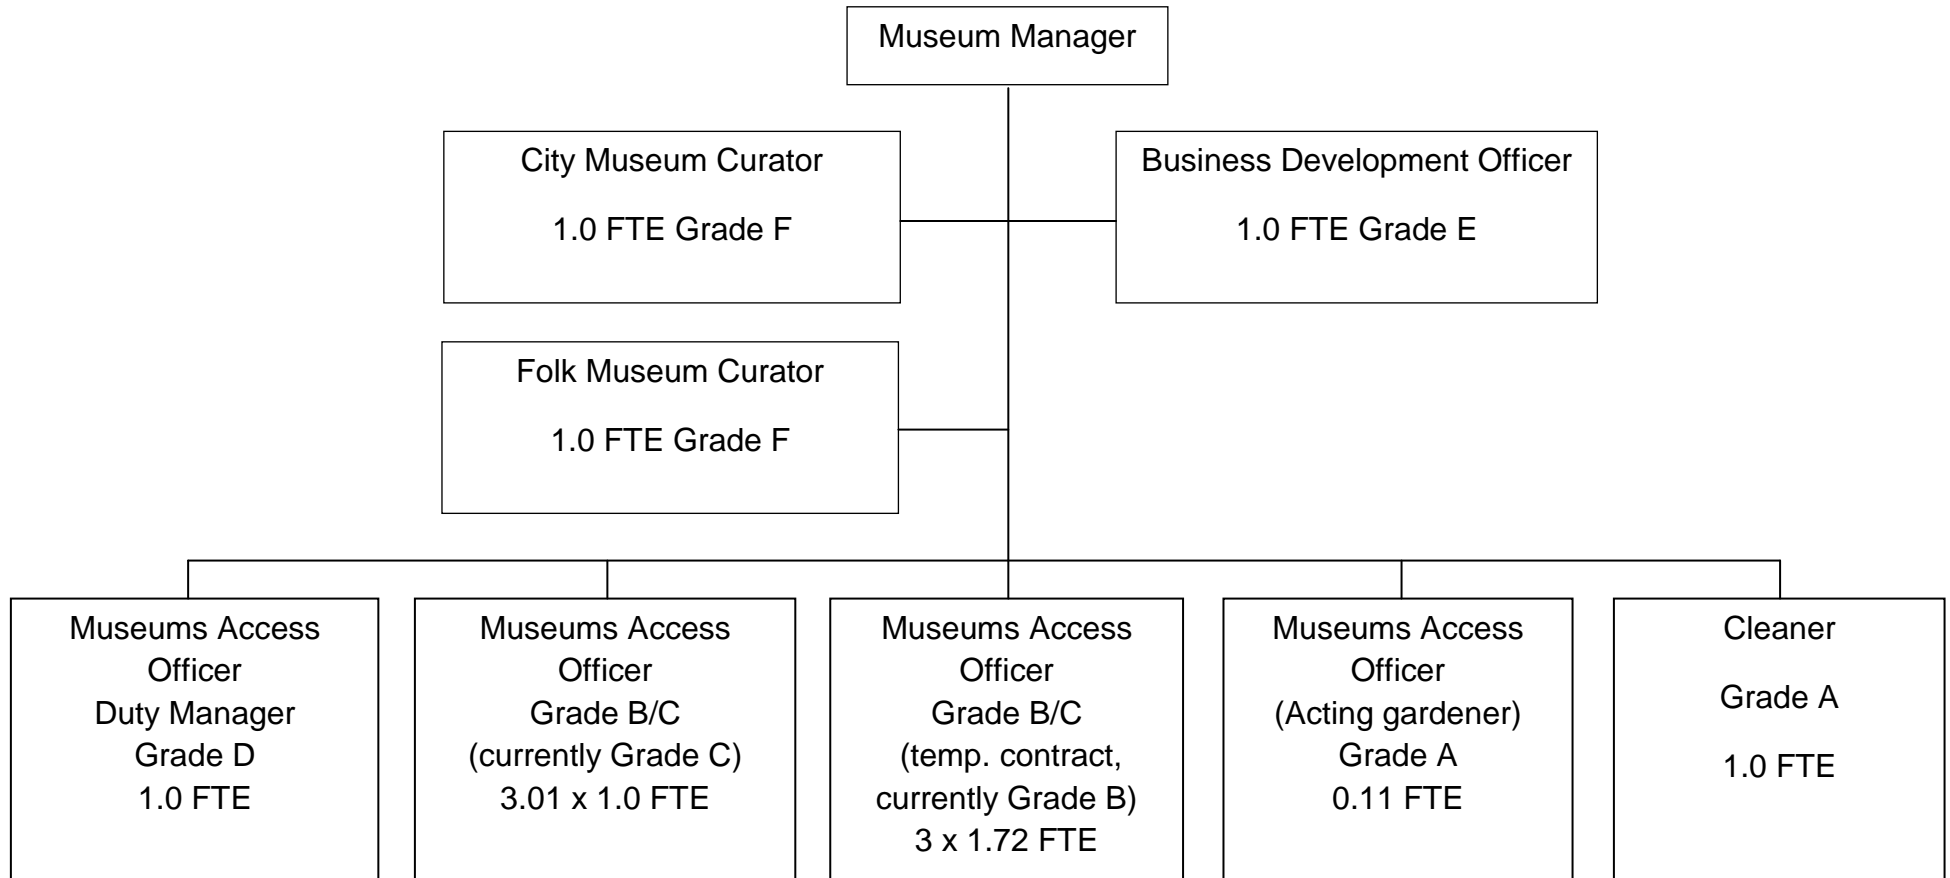 Museum Manager
City Museum Curator
1.0 FTE Grade F
Business Development Officer
1.0 FTE Grade E
Folk Museum Curator
1.0 FTE Grade F
Museums Access
Officer
Duty Manager
Grade D
1.0 FTE
Museums Access
Officer
Grade B/C
(currently Grade C)
3.01 x 1.0 FTE
Museums Access
Officer
Grade B/C
(temp. contract,
currently Grade B)
3 x 1.72 FTE
Museums Access
Officer
(Acting gardener)
Grade A
0.11 FTE
Cleaner
Grade A
1.0 FTE